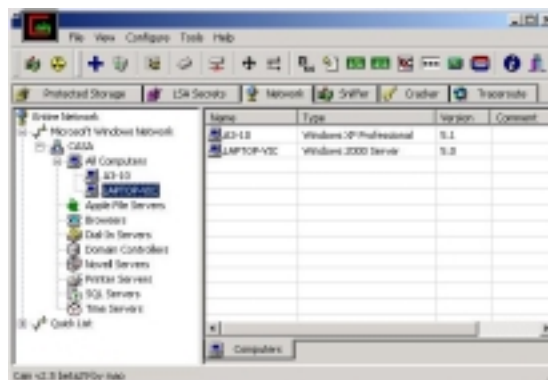 File View Configure Tools Help
Protected Storage LSA Secrets Network Sniffer Cracker Traceroute
Entire Network
Microsoft Windows Network
CASA
All Computers
A3-10
LAPTOP-VIC
Apple File Servers
Browsers
Dial-In Servers
Domain Controllers
Novell Servers
Printer Servers
SQL Servers
Time Servers
Quick List
Name Type Version Comment
A3-10 Windows XP Professional 5.1
LAPTOP-VIC Windows 2000 Server 5.0
Computers
by mao